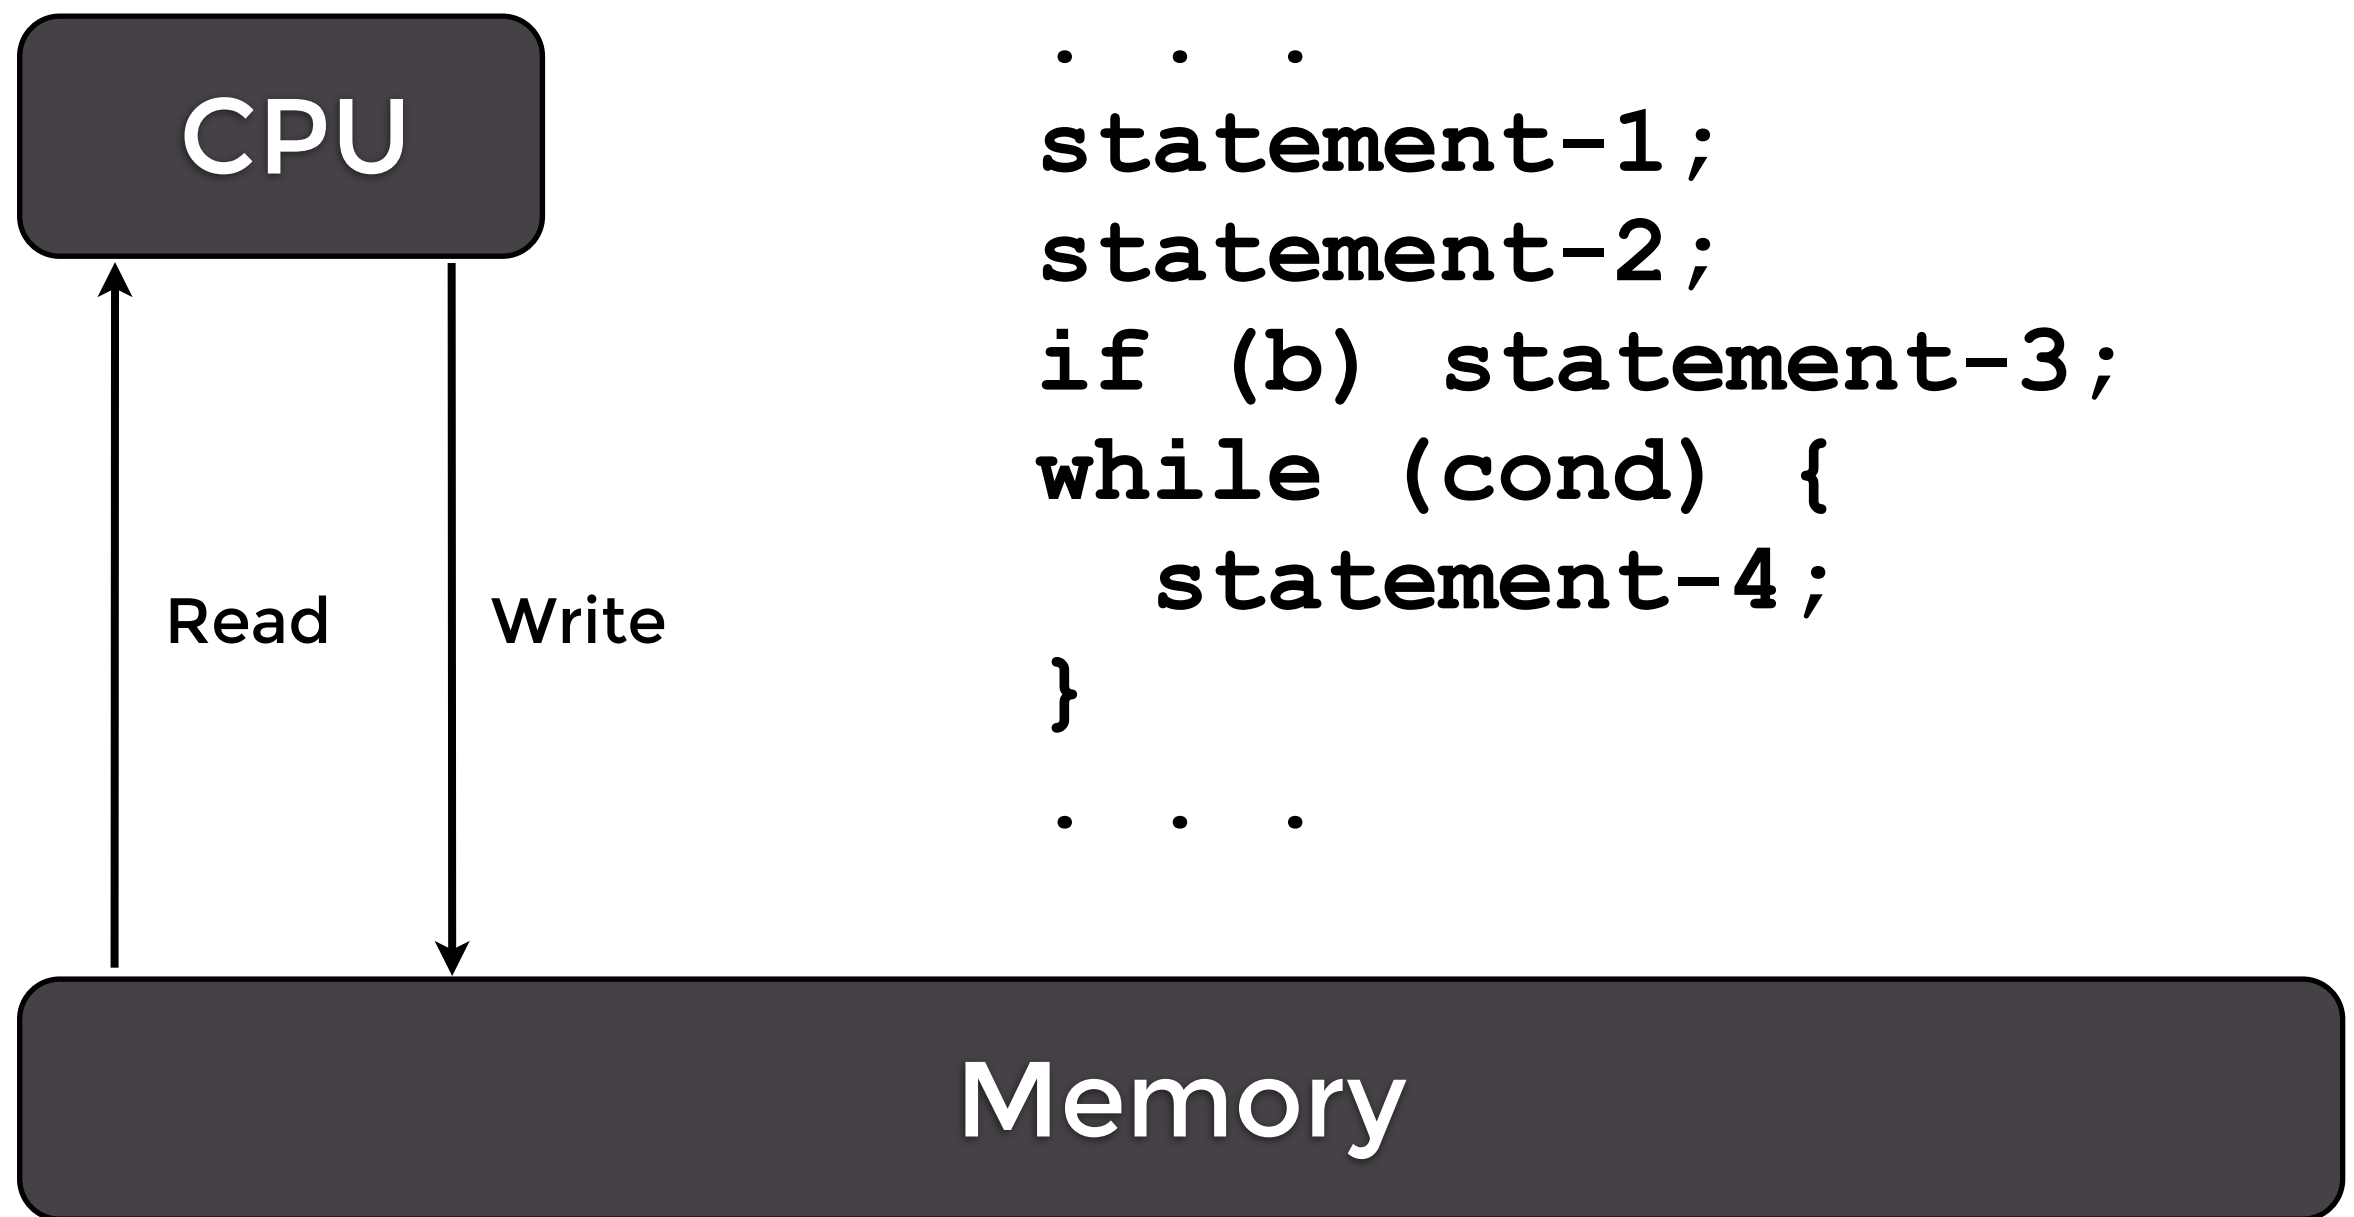 CPU
. . .
statement-1;
statement-2;
if (b) statement-3;
while (cond) {
  statement-4;
}
. . .
Read
Write
Memory